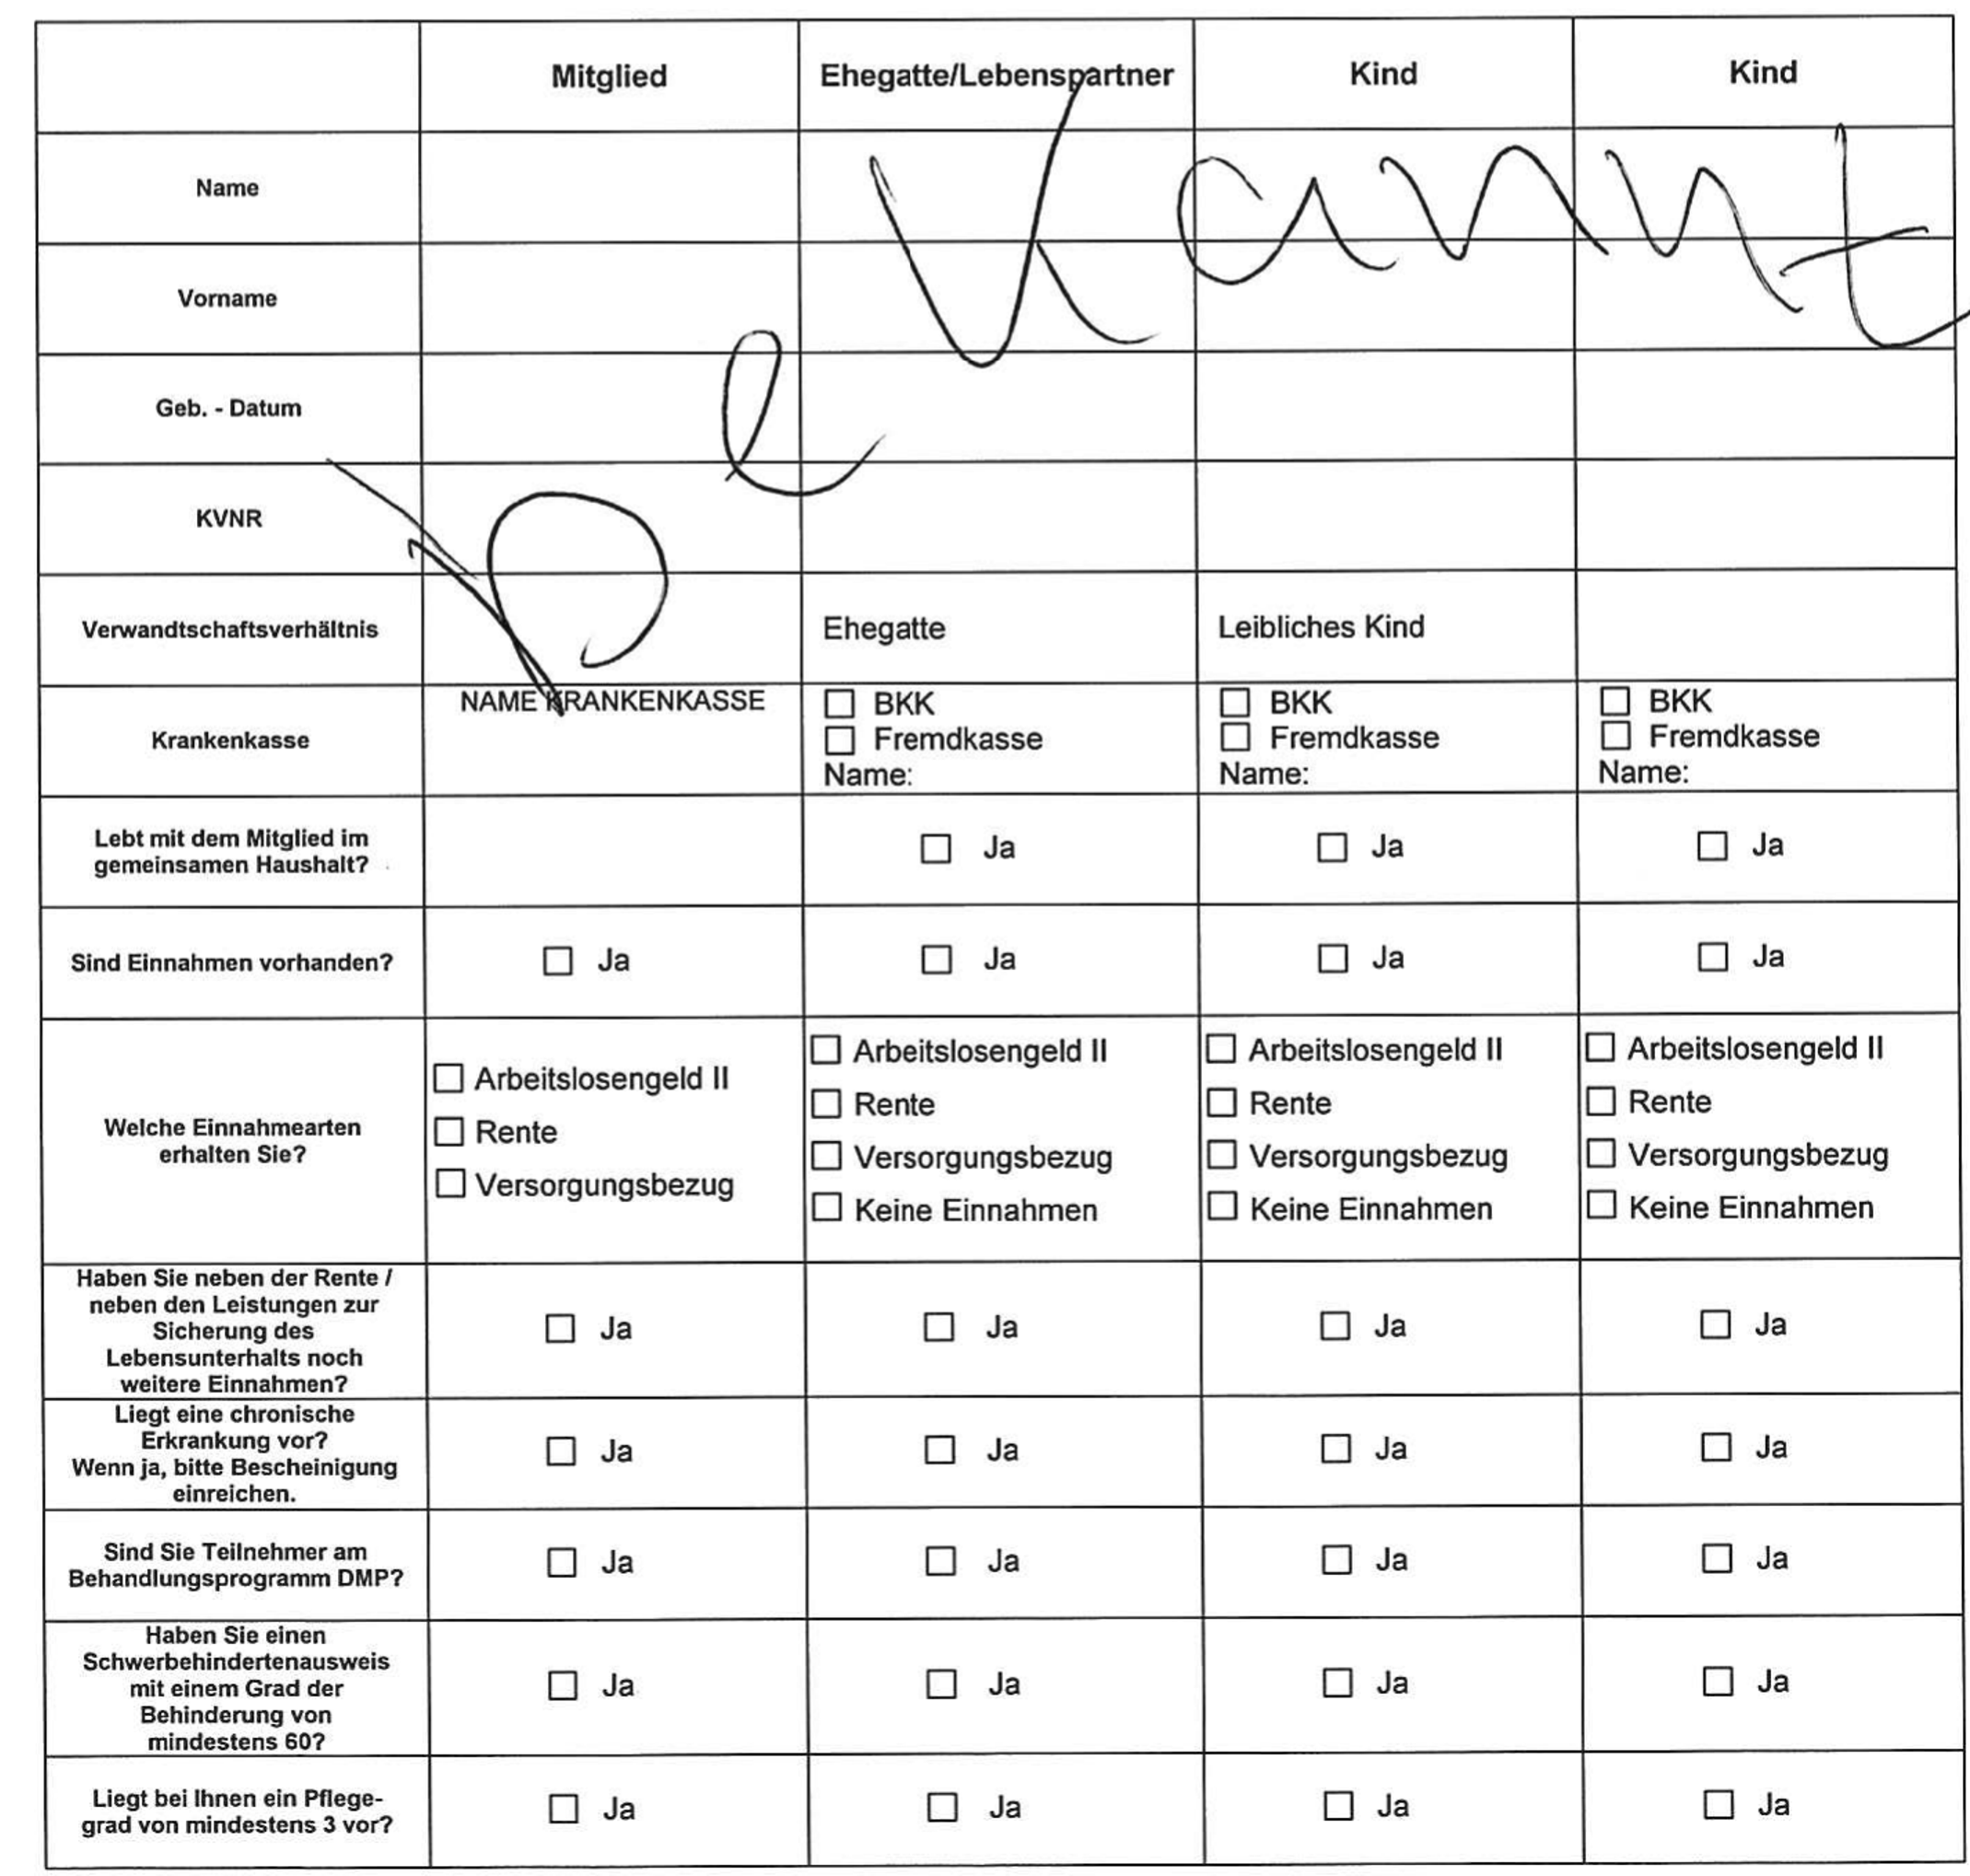 Mitglied Ehegatte/Lebenspartner Kind Kind
Name
Vorname
Geb. - Datum
KVNR
beKannt
Verwandtschaftsverhältnis Ehegatte Leibliches Kind
Krankenkasse NAME KRANKENKASSE
☐ BKK ☐ BKK ☐ BKK
☐ Fremdkasse ☐ Fremdkasse ☐ Fremdkasse
Name: Name: Name:
Lebt mit dem Mitglied im
gemeinsamen Haushalt?
☐ Ja ☐ Ja ☐ Ja
Sind Einnahmen vorhanden? ☐ Ja ☐ Ja ☐ Ja ☐ Ja
Welche Einnahmearten
erhalten Sie?
☐ Arbeitslosengeld II
☐ Rente
☐ Versorgungsbezug
☐ Arbeitslosengeld II
☐ Rente
☐ Versorgungsbezug
☐ Keine Einnahmen
☐ Arbeitslosengeld II
☐ Rente
☐ Versorgungsbezug
☐ Keine Einnahmen
☐ Arbeitslosengeld II
☐ Rente
☐ Versorgungsbezug
☐ Keine Einnahmen
Haben Sie neben der Rente /
neben den Leistungen zur
Sicherung des
Lebensunterhalts noch
weitere Einnahmen?
☐ Ja ☐ Ja ☐ Ja ☐ Ja
Liegt eine chronische
Erkrankung vor?
Wenn ja, bitte Bescheinigung
einreichen.
☐ Ja ☐ Ja ☐ Ja ☐ Ja
Sind Sie Teilnehmer am
Behandlungsprogramm DMP?
☐ Ja ☐ Ja ☐ Ja ☐ Ja
Haben Sie einen
Schwerbehindertenausweis
mit einem Grad der
Behinderung von
mindestens 60?
☐ Ja ☐ Ja ☐ Ja ☐ Ja
Liegt bei Ihnen ein Pflege-
grad von mindestens 3 vor?
☐ Ja ☐ Ja ☐ Ja ☐ Ja